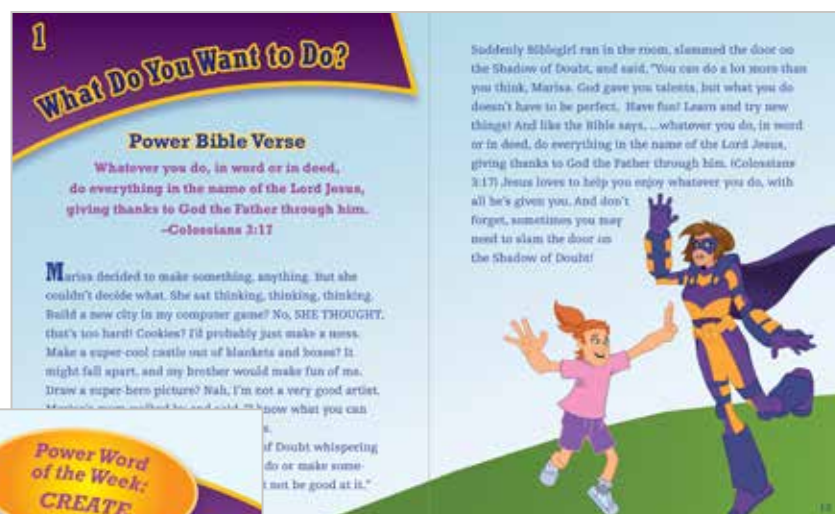 1
What Do You Want to Do?
Power Bible Verse
Whatever you do, in word or in deed,
do everything in the name of the Lord Jesus,
giving thanks to God the Father through him.
–Colossians 3:17
Marisa decided to make something, anything. But she
couldn't decide what. She sat thinking, thinking, thinking.
Build a new city in my computer game? No, SHE THOUGHT,
that's too hard! Cookies? I'd probably just make a mess.
Make a super-cool castle out of blankets and boxes? It
might fall apart, and my brother would make fun of me.
Draw a super-hero picture? Nah, I'm not a very good artist.
know what you can
s.
of Doubt whispering
do or make some-
not be good at it."
Power Word
of the Week:
CREATE
Suddenly Biblegirl ran in the room, slammed the door on
the Shadow of Doubt, and said, "You can do a lot more than
you think, Marisa. God gave you talents, but what you do
doesn't have to be perfect. Have fun! Learn and try new
things! And like the Bible says, ...whatever you do, in word
or in deed, do everything in the name of the Lord Jesus,
giving thanks to God the Father through him. (Colossians
3:17) Jesus loves to help you enjoy whatever you do, with
all he's given you. And don't
forget, sometimes you may
need to slam the door on
the Shadow of Doubt!